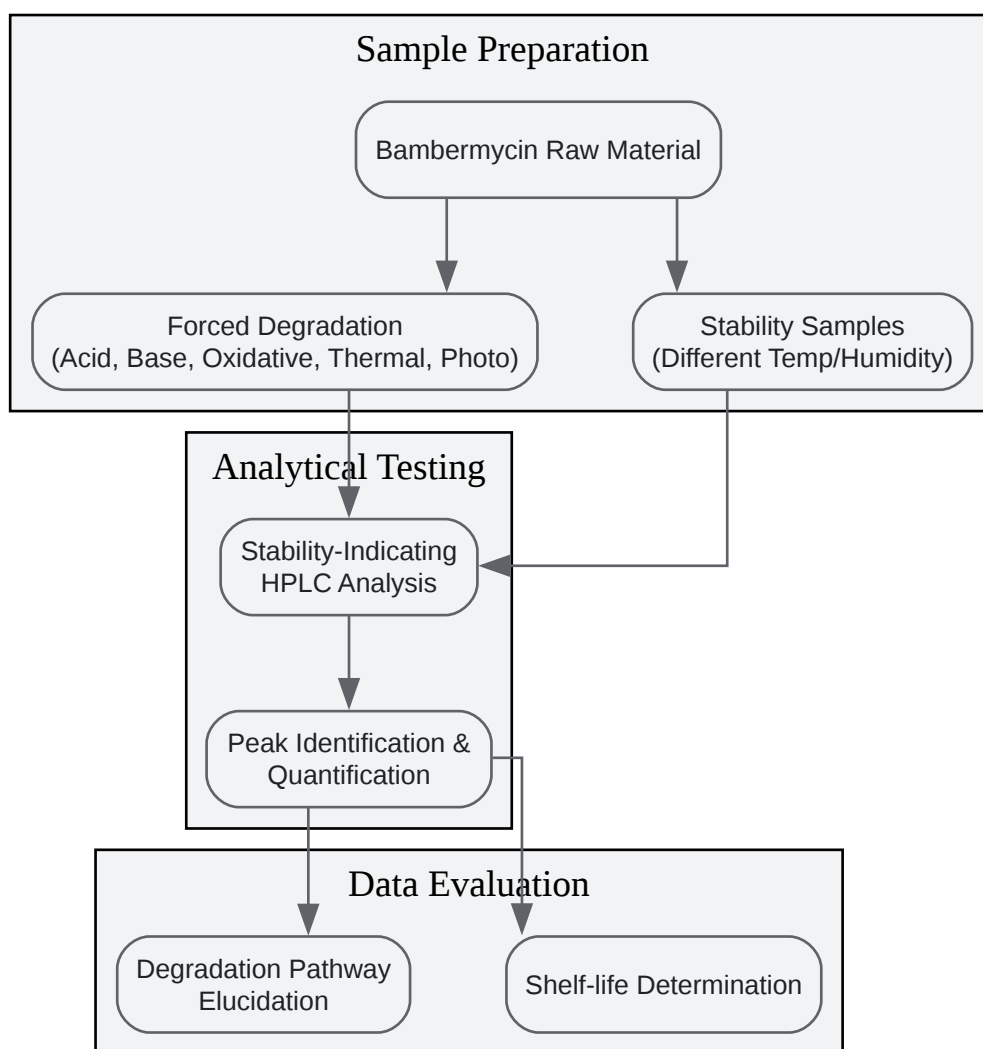 Sample Preparation
Bambermycin Raw Material
Forced Degradation
(Acid, Base, Oxidative, Thermal, Photo)
Stability Samples
(Different Temp/Humidity)
Analytical Testing
Stability-Indicating
HPLC Analysis
Peak Identification &
Quantification
Data Evaluation
Degradation Pathway
Elucidation
Shelf-life Determination